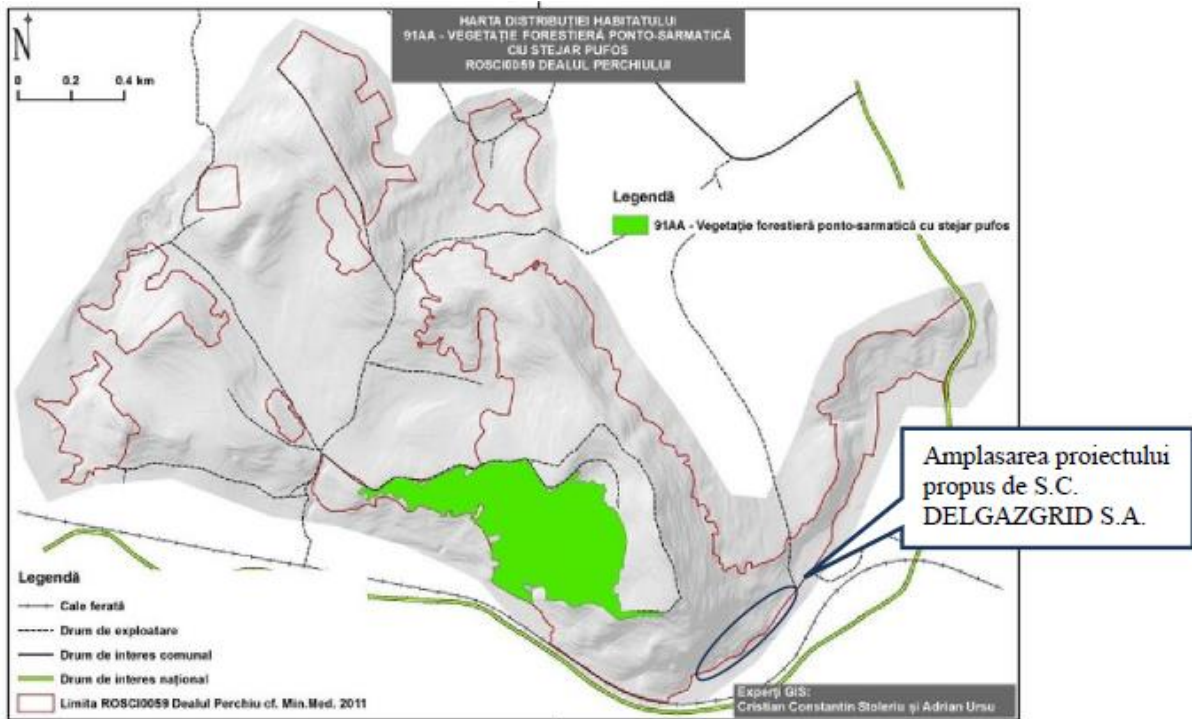 HARTA DISTRIBUȚIEI HABITATULUI
91AA - VEGETAȚIE FORESTIERĂ PONTO-SARMATICĂ
CU STEJAR PUFOS
ROSCI0059 DEALUL PERCHIULUI
N
0 0.2 0.4 km
Legendă
91AA - Vegetație forestieră ponto-sarmatică cu stejar pufos
Amplasarea proiectului
propus de S.C.
DELGAZGRID S.A.
Legendă
Cale ferată
Drum de exploatare
Drum de interes comunal
Drum de interes național
Limita ROSCI0059 Dealul Perchiu cf. Min.Med. 2011
Experți GIS:
Cristian Constantin Stoleriu și Adrian Ursu